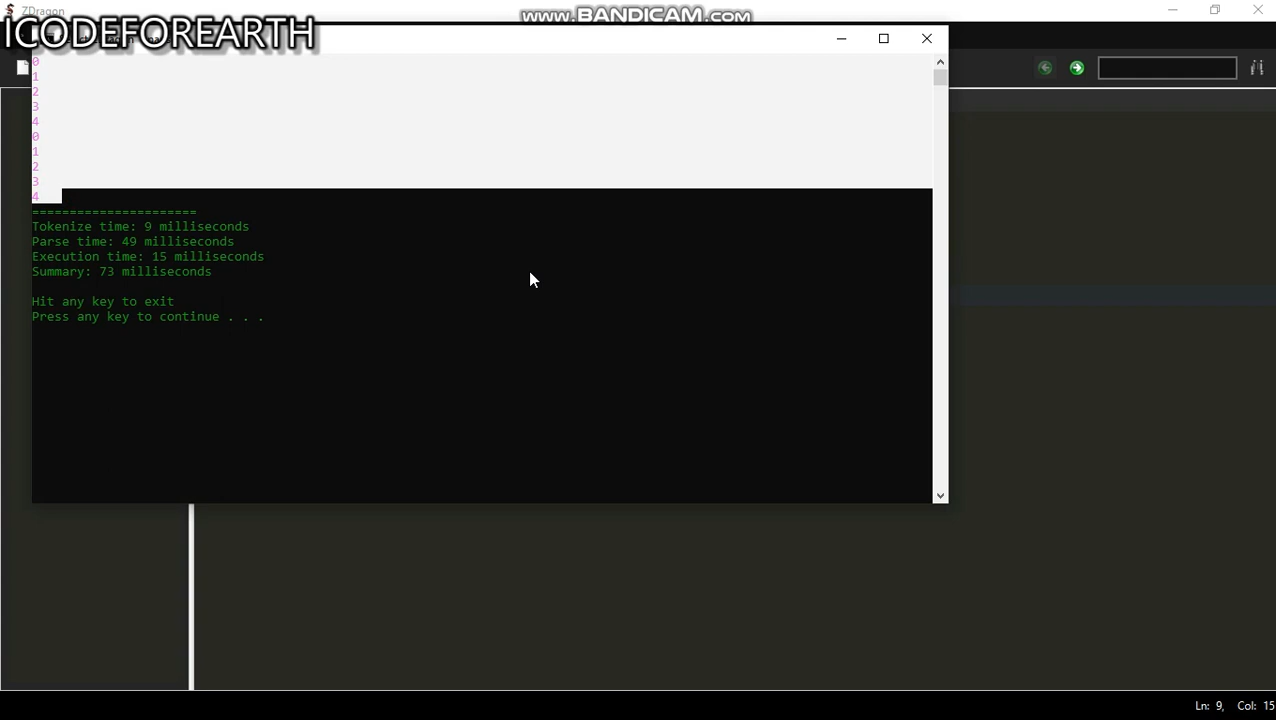 ZDragon
www.BANDICAM.com
ICODEFOREARTH
0
1
2
3
4
0
1
2
3
4
======================
Tokenize time: 9 milliseconds
Parse time: 49 milliseconds
Execution time: 15 milliseconds
Summary: 73 milliseconds
Hit any key to exit
Press any key to continue . . .
Ln: 9, Col: 15